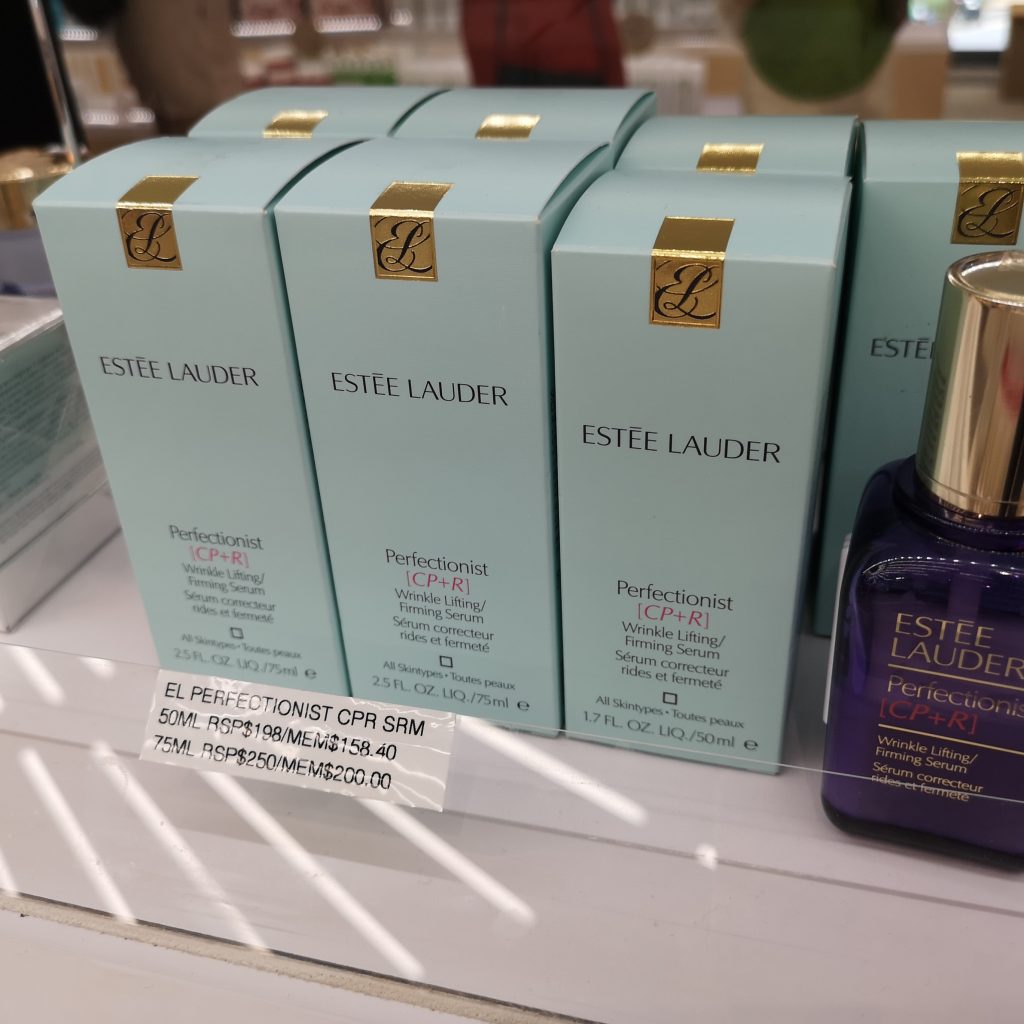 ESTĒE LAUDER
Perfectionist
[CP+R]
Wrinkle Lifting/
Firming Serum
Sérum correcteur
rides et fermeté
All Skintypes • Toutes peaux
2.5 FL. OZ. LIQ./75ml e
ESTĒE LAUDER
Perfectionist
[CP+R]
Wrinkle Lifting/
Firming Serum
Sérum correcteur
rides et fermeté
All Skintypes • Toutes peaux
2.5 FL. OZ. LIQ./75ml e
ESTĒE LAUDER
Perfectionist
[CP+R]
Wrinkle Lifting/
Firming Serum
Sérum correcteur
rides et fermeté
All Skintypes • Toutes peaux
1.7 FL. OZ. LIQ./50ml e
ESTĒE
LAUDER
Perfectionist
[CP+R]
Wrinkle Lifting/
Firming Serum
Sérum correcteur
rides et fermeté
EL PERFECTIONIST CPR SRM
50ML RSP$198/MEM$158.40
75ML RSP$250/MEM$200.00